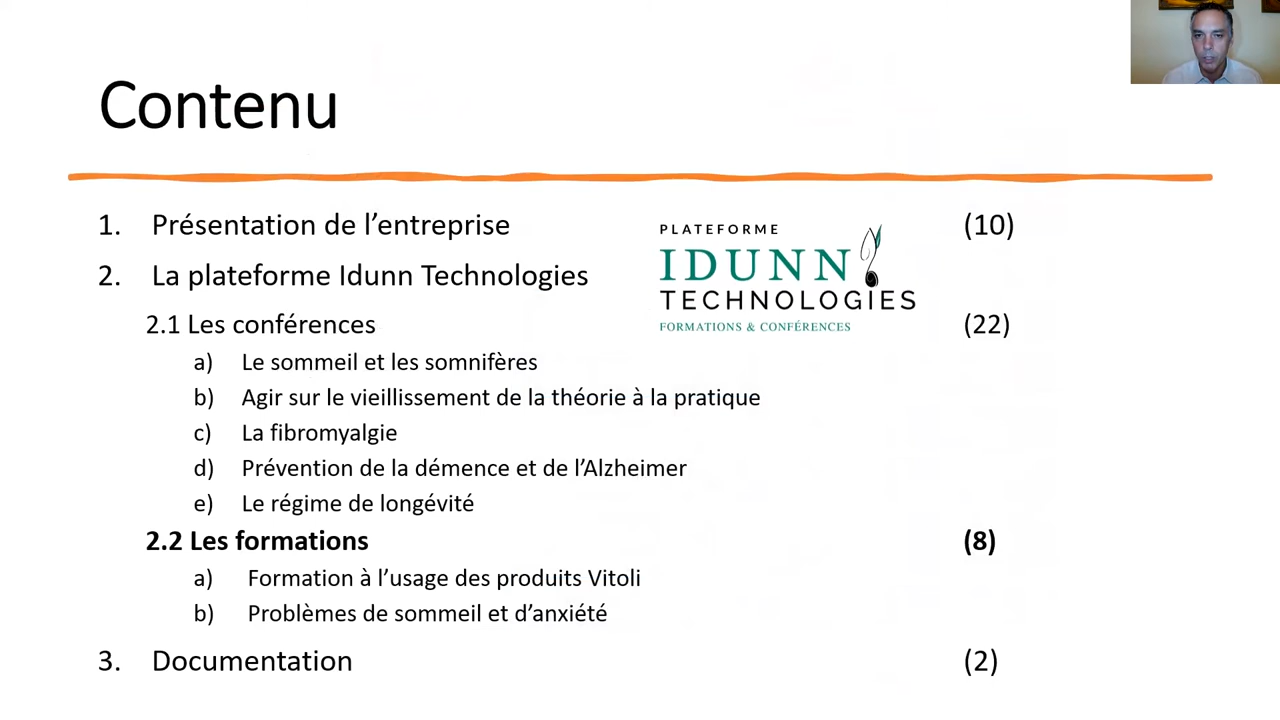 Contenu
1. Présentation de l’entreprise (10)
PLATEFORME
IDUNN
TECHNOLOGIES
FORMATIONS & CONFÉRENCES
2. La plateforme Idunn Technologies
2.1 Les conférences (22)
a) Le sommeil et les somnifères
b) Agir sur le vieillissement de la théorie à la pratique
c) La fibromyalgie
d) Prévention de la démence et de l’Alzheimer
e) Le régime de longévité
2.2 Les formations (8)
a) Formation à l’usage des produits Vitoli
b) Problèmes de sommeil et d’anxiété
3. Documentation (2)